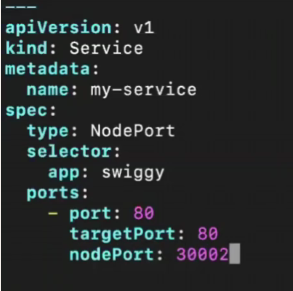 ---
apiVersion: v1
kind: Service
metadata:
  name: my-service
spec:
  type: NodePort
  selector:
    app: swiggy
  ports:
    - port: 80
      targetPort: 80
      nodePort: 30002